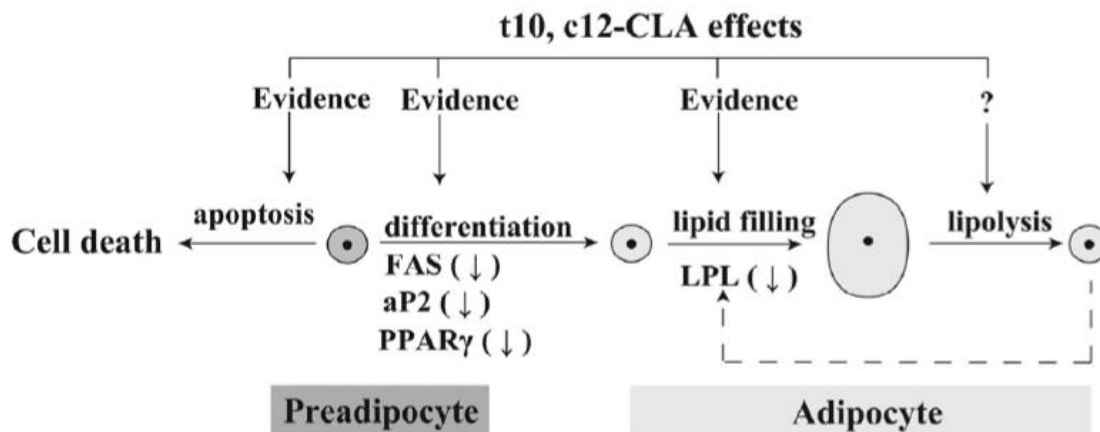 t10, c12-CLA effects
Evidence Evidence Evidence ?
apoptosis differentiation lipid filling lipolysis
Cell death
FAS (↓) LPL (↓)
aP2 (↓)
PPARγ (↓)
Preadipocyte Adipocyte